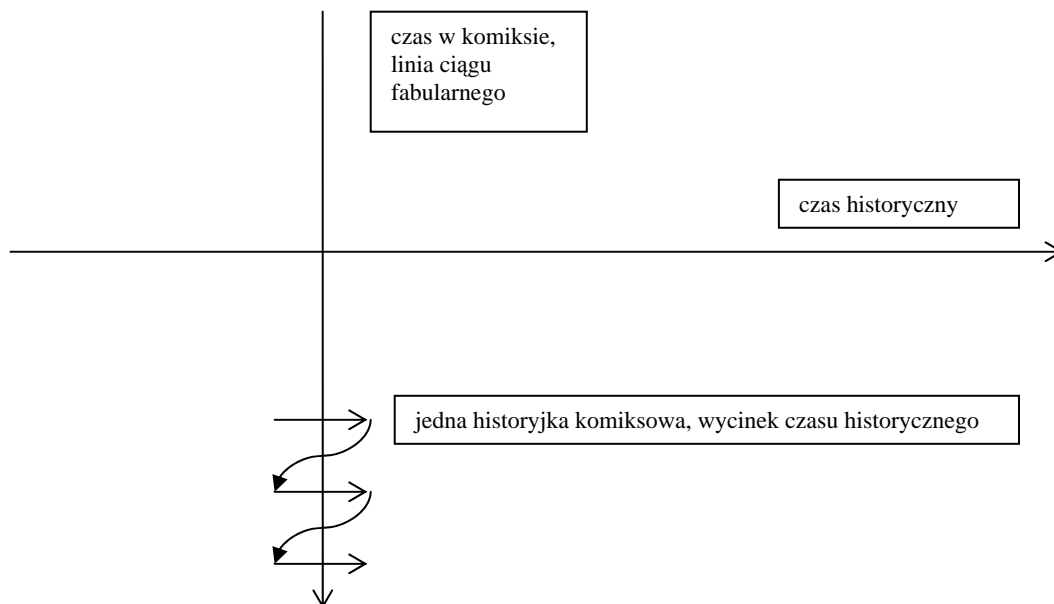 czas w komiksie,
linia ciągu
fabularnego
czas historyczny
jedna historyjka komiksowa, wycinek czasu historycznego